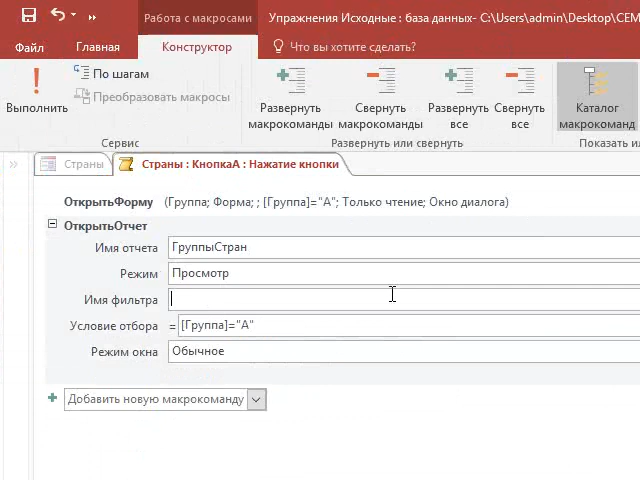 Работа с макросами
Упражнения Исходные : база данных- C:\Users\admin\Desktop\CEM
Файл
Главная
Конструктор
Что вы хотите сделать?
Выполнить
По шагам
Преобразовать макросы
Развернуть макрокоманды
Свернуть макрокоманды
Развернуть все
Свернуть все
Каталог макрокоманд
Сервис
Развернуть или свернуть
Показать ил
Страны
Страны : КнопкаА : Нажатие кнопки
ОткрытьФорму (Группа; Форма; ; [Группа]="А"; Только чтение; Окно диалога)
ОткрытьОтчет
Имя отчета ГруппыСтран
Режим Просмотр
Имя фильтра
Условие отбора = [Группа]="А"
Режим окна Обычное
Добавить новую макрокоманду